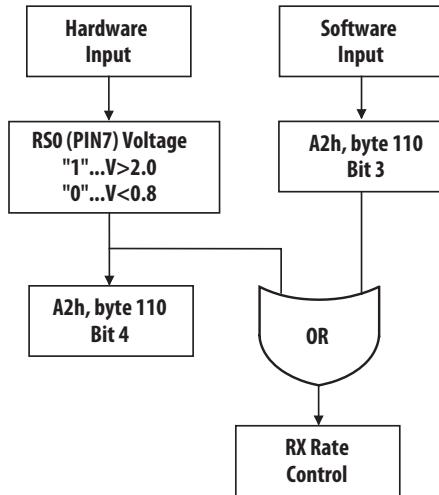 Hardware
Input
Software
Input
RS0 (PIN7) Voltage
"1"...V>2.0
"0"...V<0.8
A2h, byte 110
Bit 3
A2h, byte 110
Bit 4
OR
RX Rate
Control